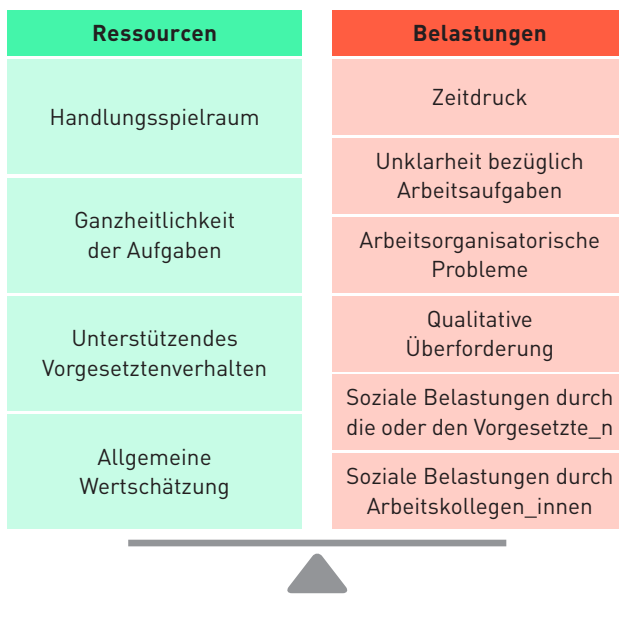 Ressourcen
Handlungsspielraum
Ganzheitlichkeit
der Aufgaben
Unterstützendes
Vorgesetztenverhalten
Allgemeine
Wertschätzung
Belastungen
Zeitdruck
Unklarheit bezüglich
Arbeitsaufgaben
Arbeitsorganisatorische
Probleme
Qualitative
Überforderung
Soziale Belastungen durch
die oder den Vorgesetzte_n
Soziale Belastungen durch
Arbeitskollegen_innen